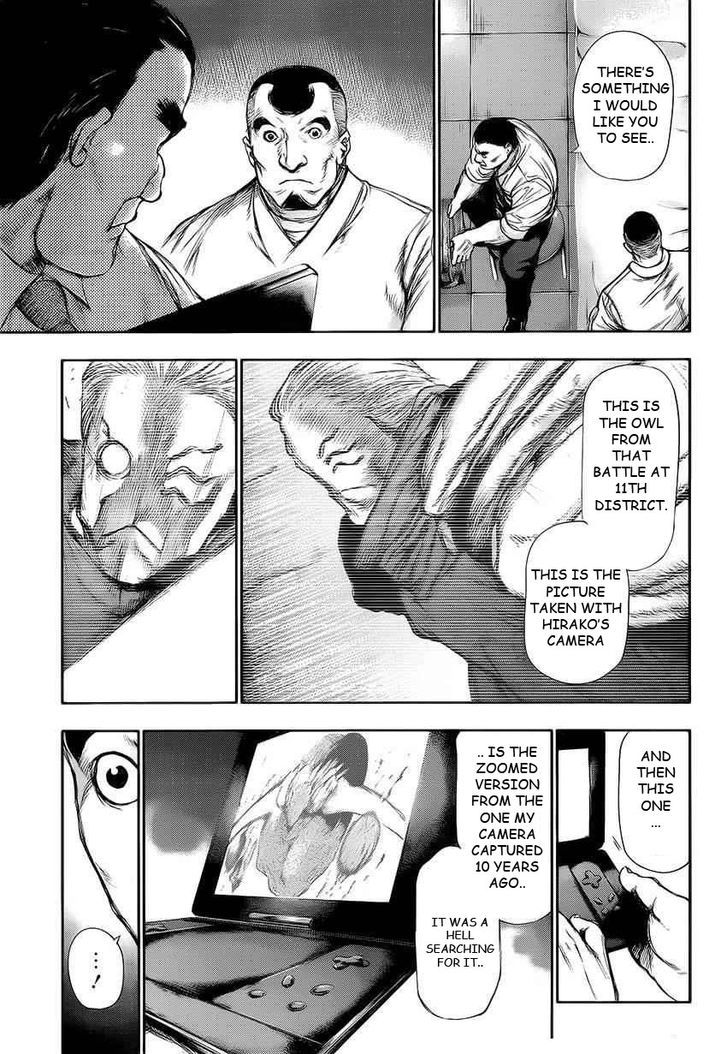 THERE'S
SOMETHING
I WOULD
LIKE YOU
TO SEE..
THIS IS
THE OWL
FROM
THAT
BATTLE AT
11TH
DISTRICT.
THIS IS THE
PICTURE
TAKEN WITH
HIRAKO'S
CAMERA
AND
THEN
THIS
ONE
...
.. IS THE
ZOOMED
VERSION
FROM THE
ONE MY
CAMERA
CAPTURED
10 YEARS
AGO..
IT WAS A
HELL
SEARCHING
FOR IT..
...!